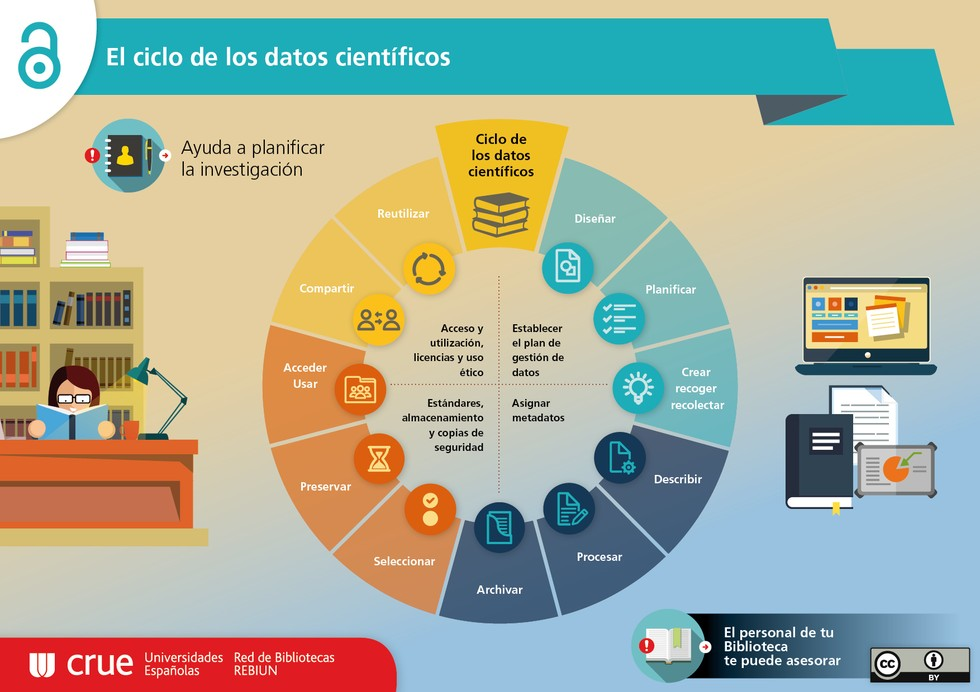 El ciclo de los datos científicos
Ayuda a planificar
la investigación
Ciclo de
los datos
científicos
Diseñar
Planificar
Crear
recoger
recolectar
Describir
Procesar
Archivar
Seleccionar
Preservar
Acceder
Usar
Compartir
Reutilizar
Acceso y
utilización,
licencias y uso
ético
Establecer
el plan de
gestión de
datos
Estándares,
almacenamiento
y copias de
seguridad
Asignar
metadatos
crue
Universidades
Españolas
Red de Bibliotecas
REBIUN
El personal de tu
Biblioteca
te puede asesorar
cc
BY